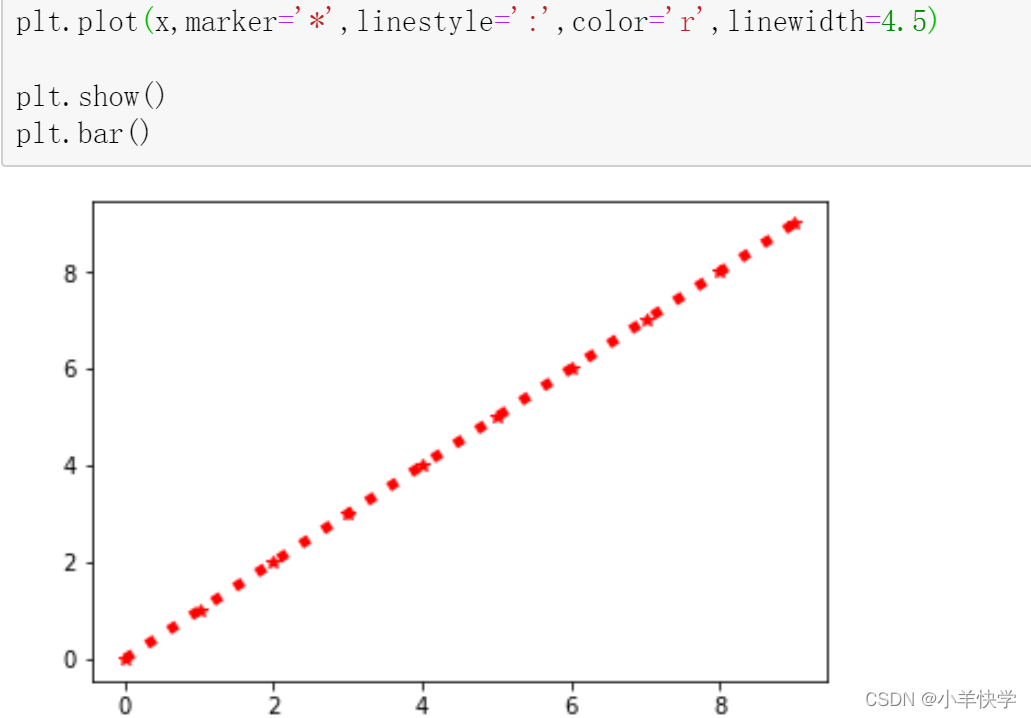 plt.plot(x,marker='*',linestyle=':',color='r',linewidth=4.5)
plt.show()
plt.bar()
8
6
4
2
0
0 2 4 6 8
CSDN @小羊快学